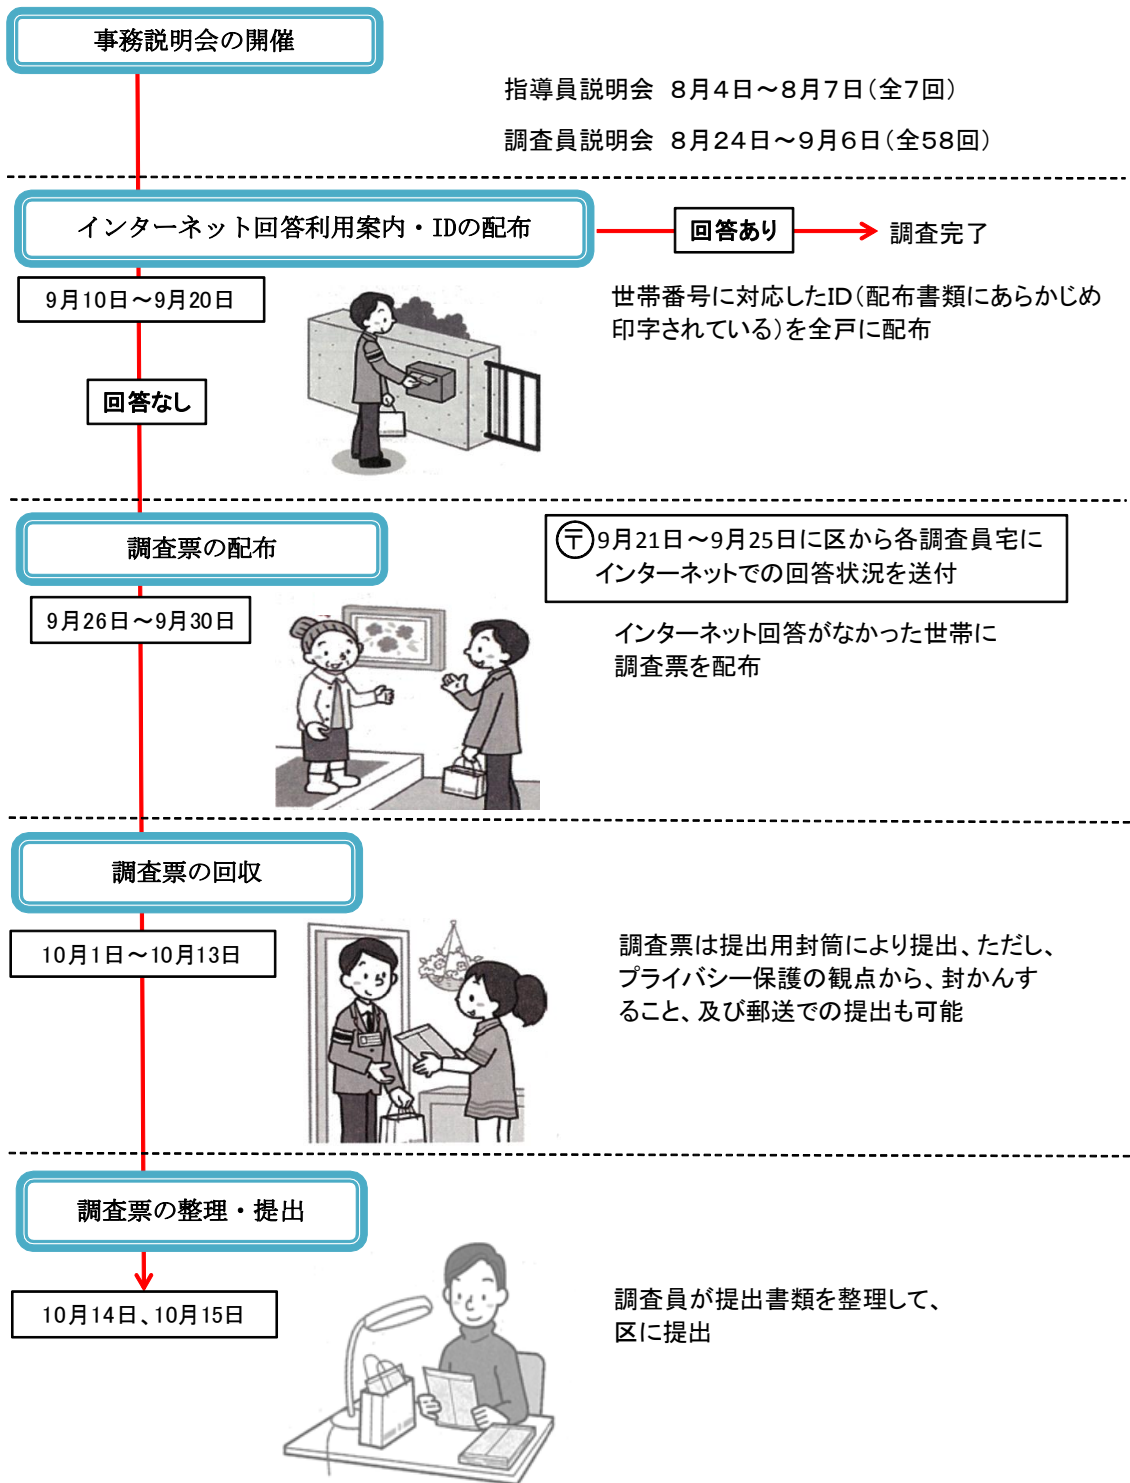 事務説明会の開催
指導員説明会　8月4日～8月7日(全7回)
調査員説明会　8月24日～9月6日(全58回)
インターネット回答利用案内・IDの配布
回答あり
調査完了
9月10日～9月20日
世帯番号に対応したID(配布書類にあらかじめ
印字されている)を全戸に配布
回答なし
調査票の配布
〒9月21日～9月25日に区から各調査員宅に
インターネットでの回答状況を送付
9月26日～9月30日
インターネット回答がなかった世帯に
調査票を配布
調査票の回収
10月1日～10月13日
調査票は提出用封筒により提出、ただし、
プライバシー保護の観点から、封かんす
ること、及び郵送での提出も可能
調査票の整理・提出
10月14日、10月15日
調査員が提出書類を整理して、
区に提出